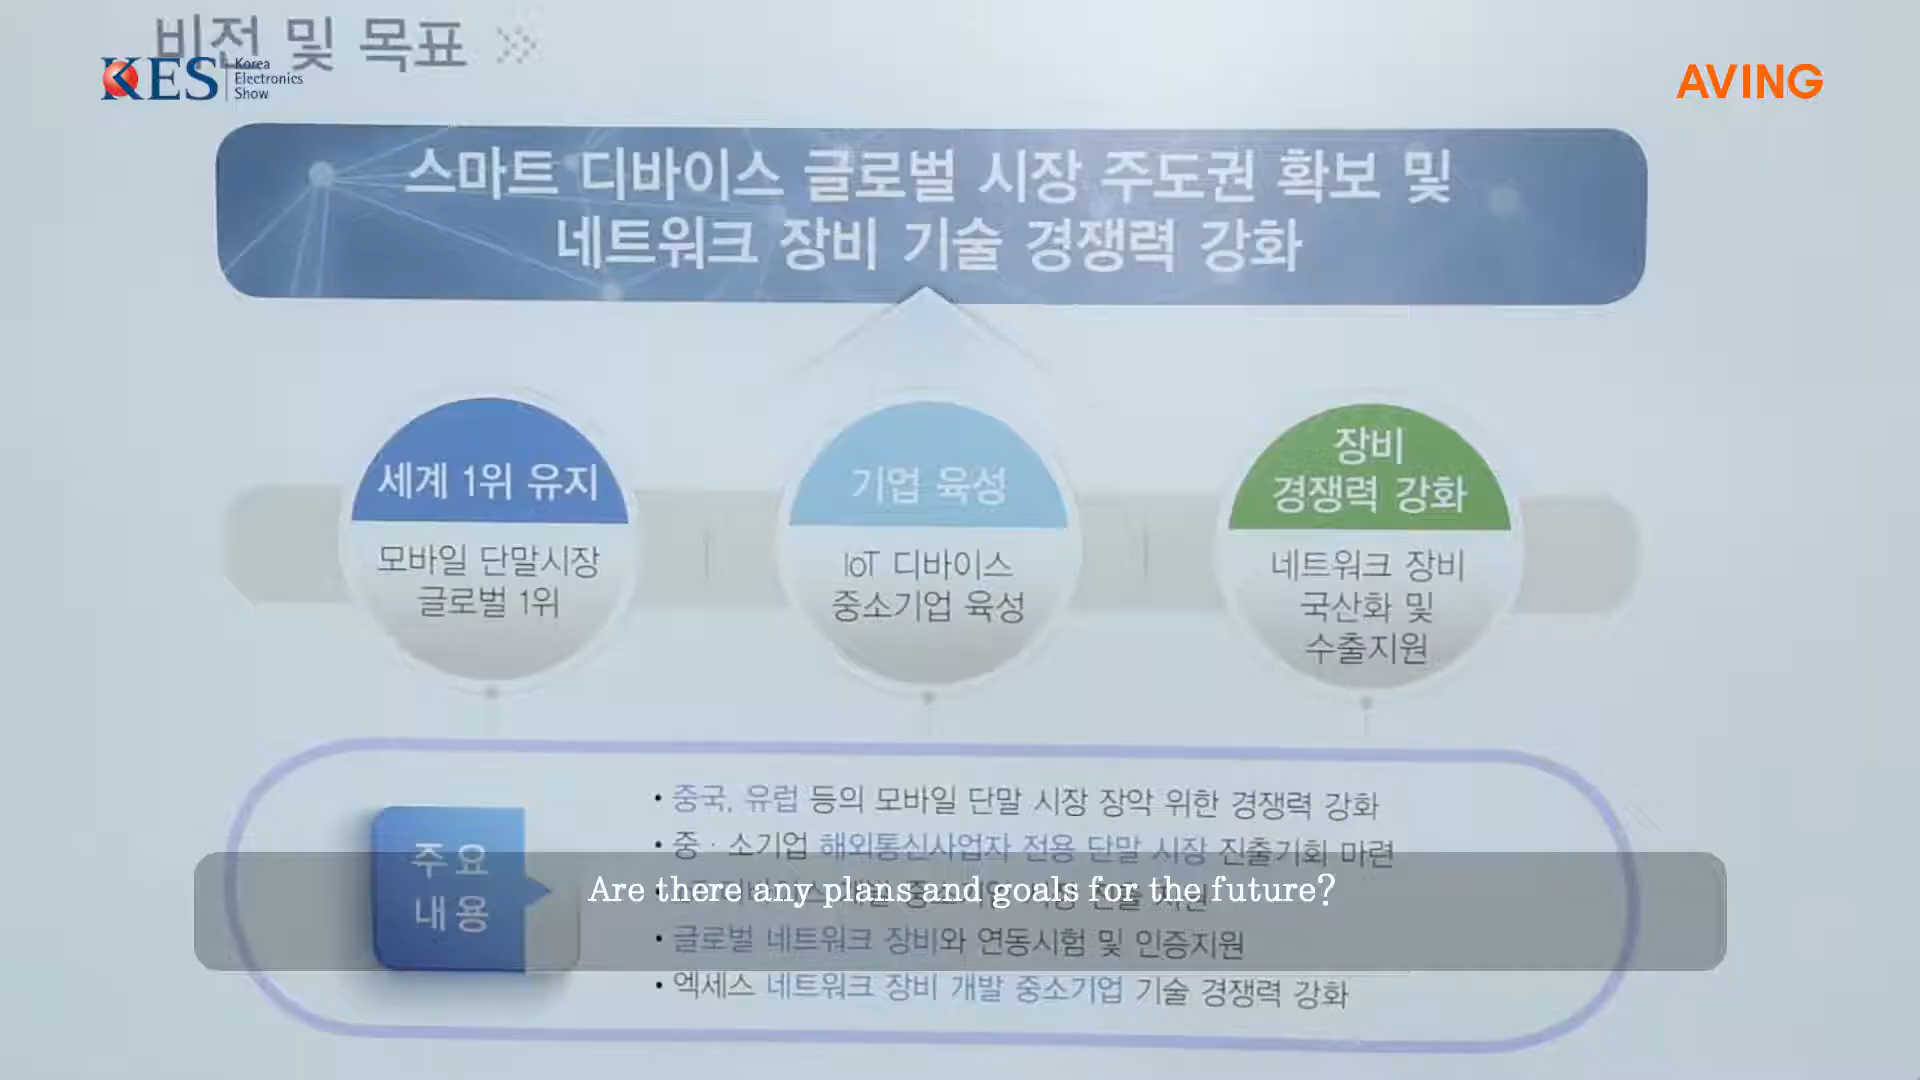 비전 및 목표
KES
Korea
Electronics
Show
AVING
스마트 디바이스 글로벌 시장 주도권 확보 및
네트워크 장비 기술 경쟁력 강화
세계 1위 유지
모바일 단말시장
글로벌 1위
기업 육성
IoT 디바이스
중소기업 육성
장비
경쟁력 강화
네트워크 장비
국산화 및
수출지원
주요
내용
• 중국, 유럽 등의 모바일 단말 시장 장악 위한 경쟁력 강화
• 중 · 소기업 해외통신사업자 전용 단말 시장 진출기회 마련
Are there any plans and goals for the future?
• 글로벌 네트워크 장비와 연동시험 및 인증지원
• 엑세스 네트워크 장비 개발 중소기업 기술 경쟁력 강화